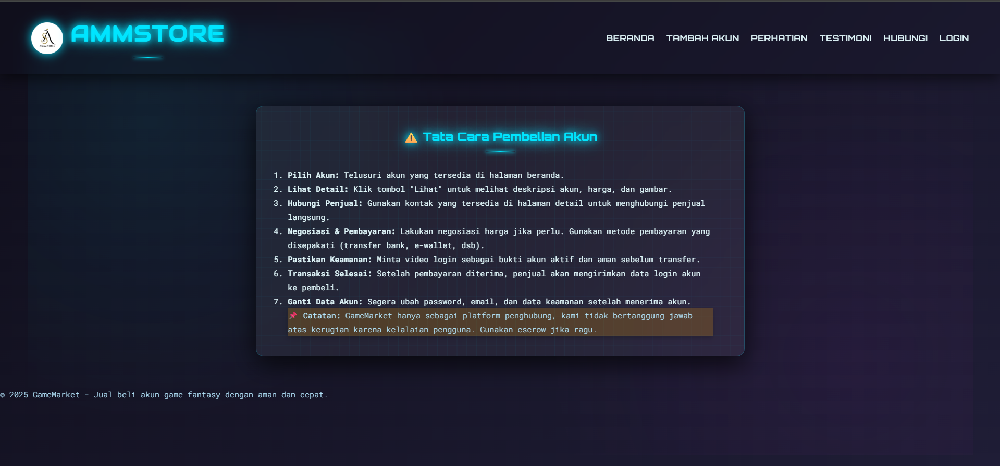 Ammm STORE
AMMSTORE
BERANDA TAMBAH AKUN PERHATIAN TESTIMONI HUBUNGI LOGIN
⚠️ Tata Cara Pembelian Akun
1. Pilih Akun: Telusuri akun yang tersedia di halaman beranda.
2. Lihat Detail: Klik tombol "Lihat" untuk melihat deskripsi akun, harga, dan gambar.
3. Hubungi Penjual: Gunakan kontak yang tersedia di halaman detail untuk menghubungi penjual
langsung.
4. Negosiasi & Pembayaran: Lakukan negosiasi harga jika perlu. Gunakan metode pembayaran yang
disepakati (transfer bank, e-wallet, dsb).
5. Pastikan Keamanan: Minta video login sebagai bukti akun aktif dan aman sebelum transfer.
6. Transaksi Selesai: Setelah pembayaran diterima, penjual akan mengirimkan data login akun
ke pembeli.
7. Ganti Data Akun: Segera ubah password, email, dan data keamanan setelah menerima akun.
📌 Catatan: GameMarket hanya sebagai platform penghubung, kami tidak bertanggung jawab
atas kerugian karena kelalaian pengguna. Gunakan escrow jika ragu.
© 2025 GameMarket - Jual beli akun game fantasy dengan aman dan cepat.